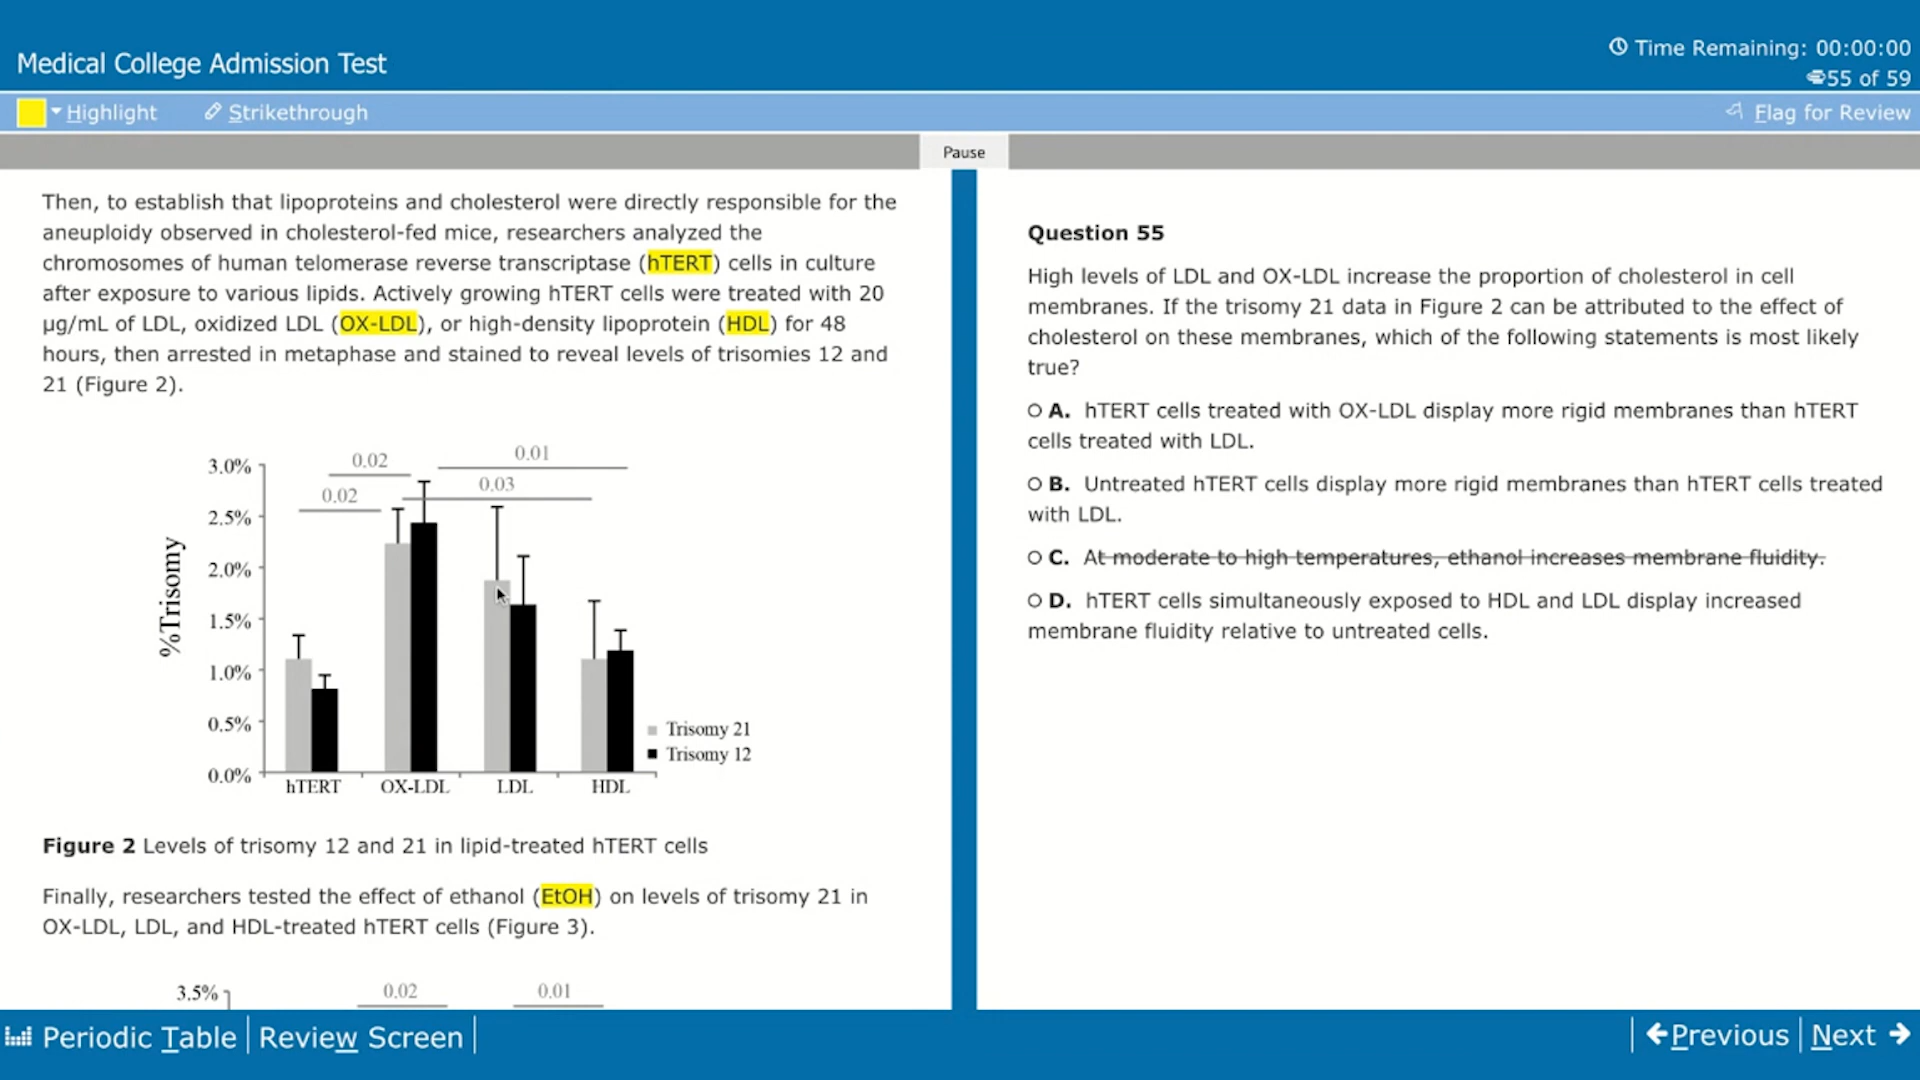 Medical College Admission Test
Time Remaining: 00:00:00
55 of 59
Highlight
Strikethrough
Flag for Review
Pause
Then, to establish that lipoproteins and cholesterol were directly responsible for the
aneuploidy observed in cholesterol-fed mice, researchers analyzed the
chromosomes of human telomerase reverse transcriptase (hTERT) cells in culture
after exposure to various lipids. Actively growing hTERT cells were treated with 20
µg/mL of LDL, oxidized LDL (OX-LDL), or high-density lipoprotein (HDL) for 48
hours, then arrested in metaphase and stained to reveal levels of trisomies 12 and
21 (Figure 2).
%Trisomy
3.0%
2.5%
2.0%
1.5%
1.0%
0.5%
0.0%
0.02
0.01
0.02
0.03
hTERT
OX-LDL
LDL
HDL
Trisomy 21
Trisomy 12
Figure 2 Levels of trisomy 12 and 21 in lipid-treated hTERT cells
Finally, researchers tested the effect of ethanol (EtOH) on levels of trisomy 21 in
OX-LDL, LDL, and HDL-treated hTERT cells (Figure 3).
3.5%
0.02
0.01
Question 55
High levels of LDL and OX-LDL increase the proportion of cholesterol in cell
membranes. If the trisomy 21 data in Figure 2 can be attributed to the effect of
cholesterol on these membranes, which of the following statements is most likely
true?
A. hTERT cells treated with OX-LDL display more rigid membranes than hTERT
cells treated with LDL.
B. Untreated hTERT cells display more rigid membranes than hTERT cells treated
with LDL.
C. At moderate to high temperatures, ethanol increases membrane fluidity.
D. hTERT cells simultaneously exposed to HDL and LDL display increased
membrane fluidity relative to untreated cells.
Periodic Table
Review Screen
Previous
Next